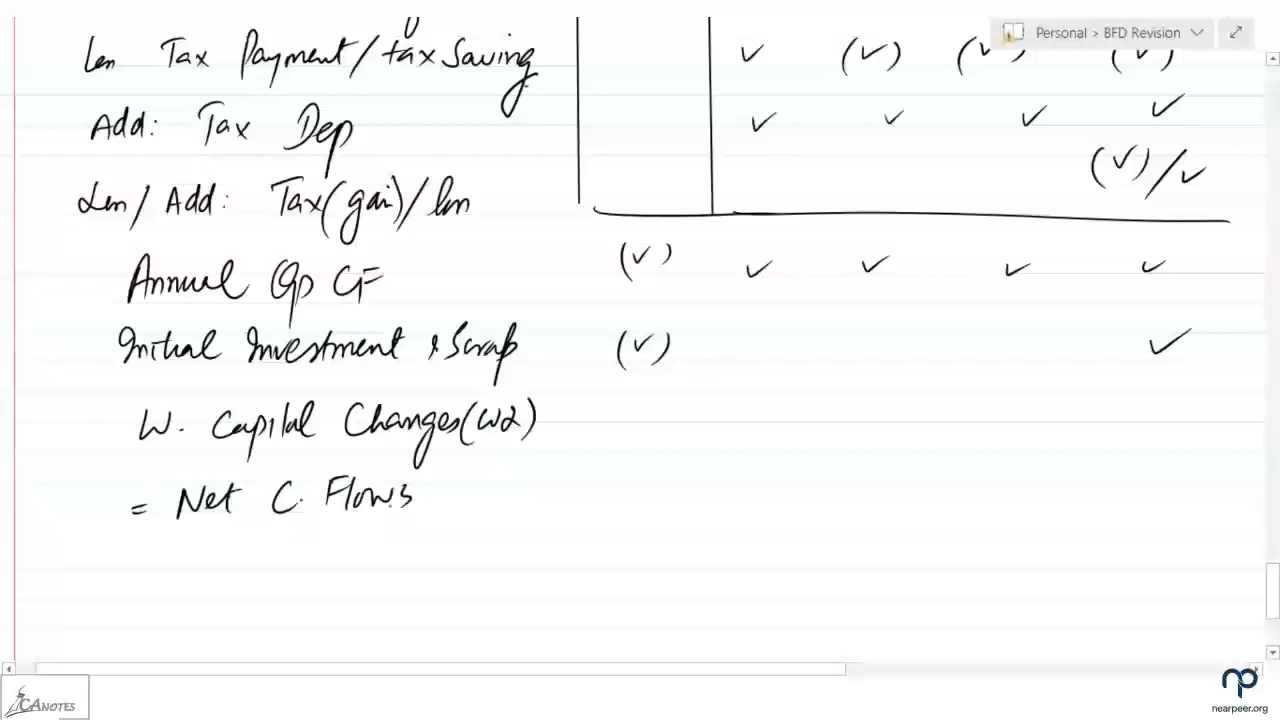 Personal > BFD Revision
Less Tax Payment/tax Saving ✓ (✓) (✓) (✓)
Add: Tax Dep ✓ ✓ ✓ ✓
Less/Add: Tax(gain)/loss (✓)/✓
Annual Op CF (✓) ✓ ✓ ✓ ✓
Initial Investment & Scrap (✓) ✓
W. Capital Changes(W2)
= Net C. Flows
CANOTES
np
nearpeer.org